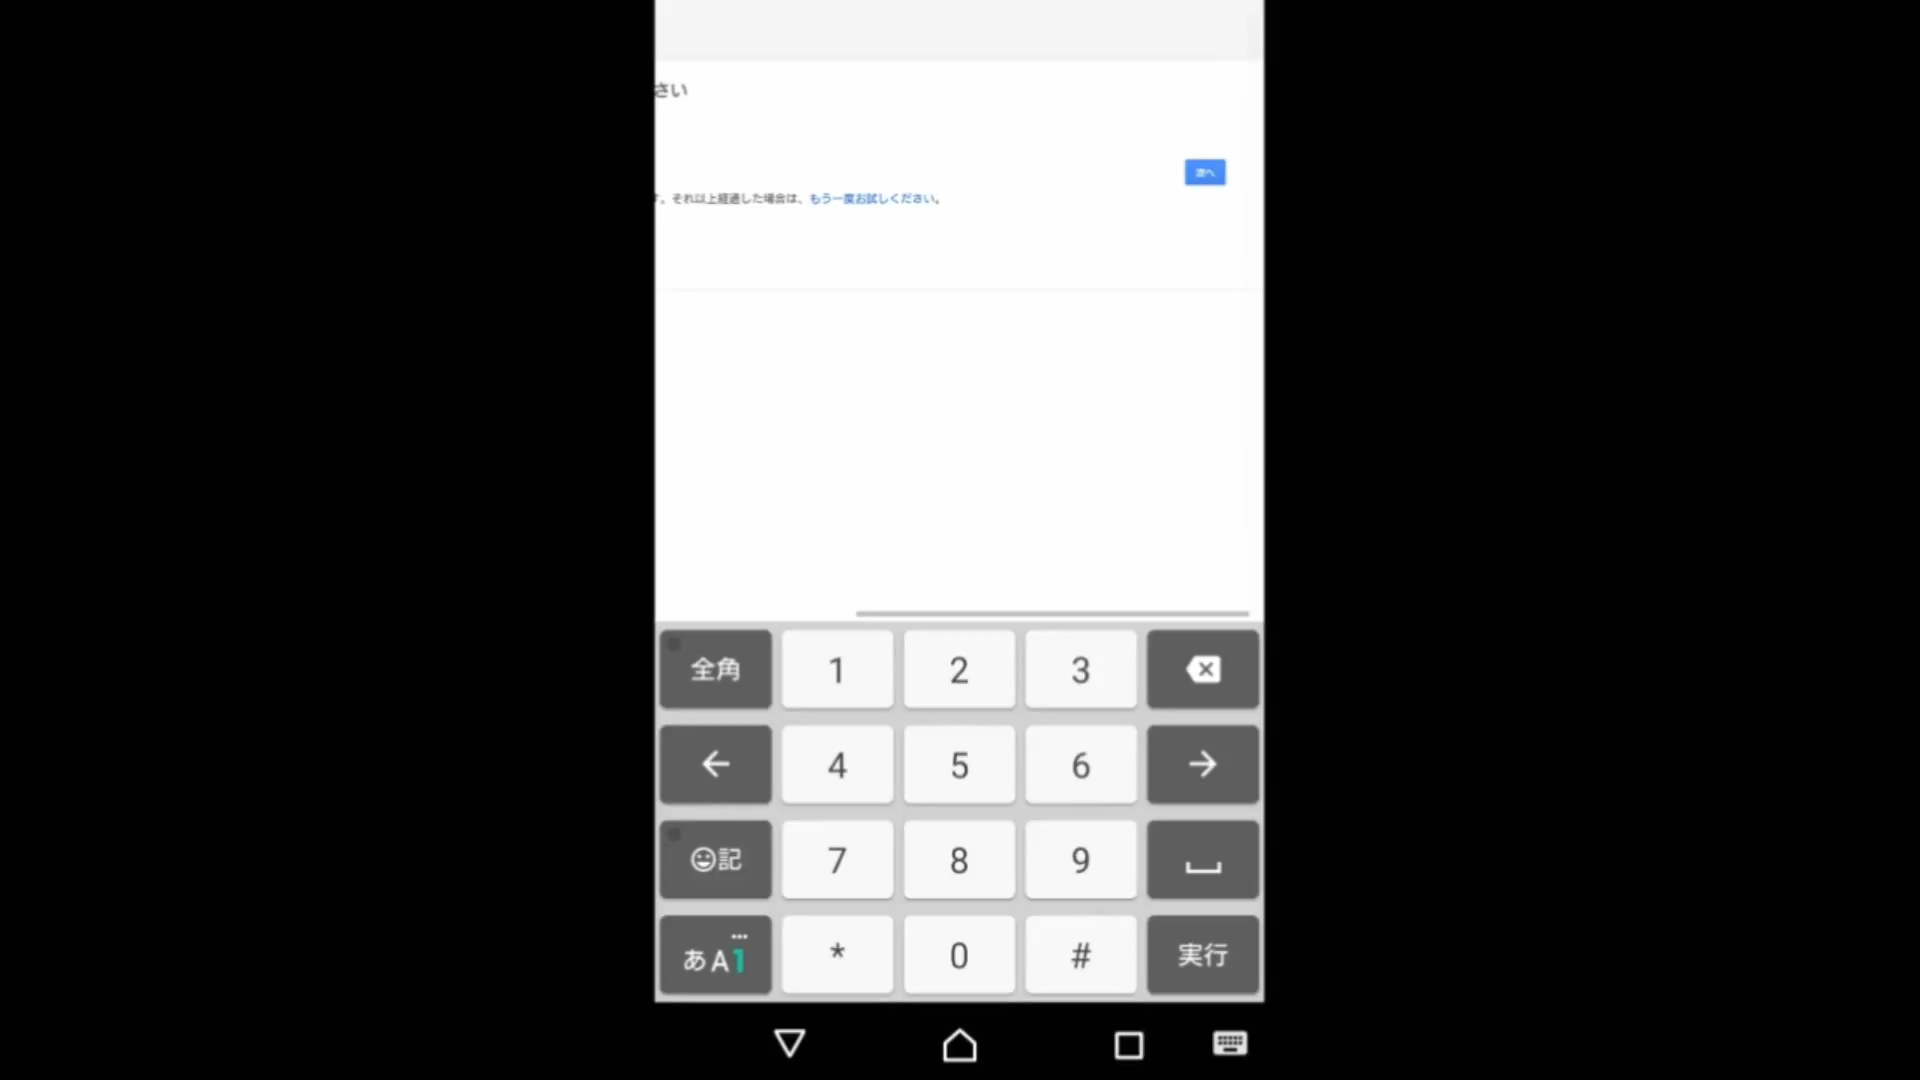 さい
次へ
す。それ以上経過した場合は、もう一度お試しください。
全角 1 2 3
← 4 5 6 →
記 7 8 9
あA1 * 0 # 実行